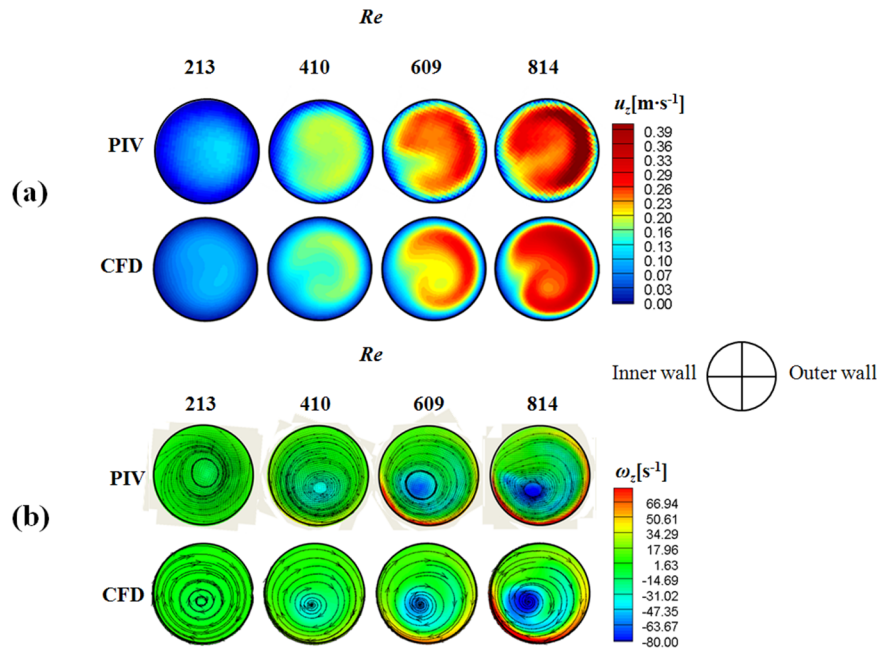 Re
213 410 609 814
u_z[m·s⁻¹]
PIV
0.39
0.36
0.33
0.29
0.26
0.23
0.20
0.16
0.13
0.10
0.07
0.03
0.00
(a)
CFD
Re
Inner wall
Outer wall
213 410 609 814
ω_z[s⁻¹]
PIV
66.94
50.61
34.29
17.96
1.63
-14.69
-31.02
-47.35
-63.67
-80.00
(b)
CFD